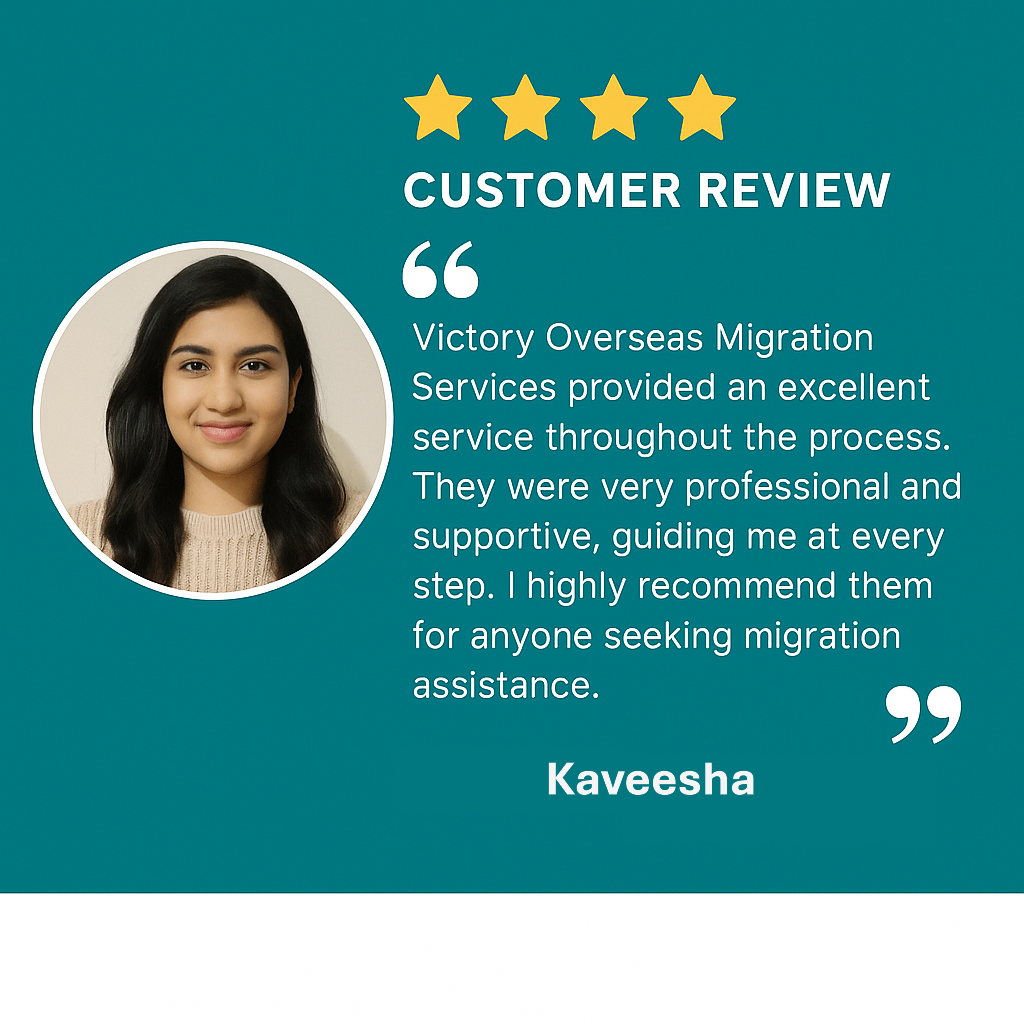 CUSTOMER REVIEW
“
Victory Overseas Migration
Services provided an excellent
service throughout the process.
They were very professional and
supportive, guiding me at every
step. I highly recommend them
for anyone seeking migration
assistance.
”
Kaveesha